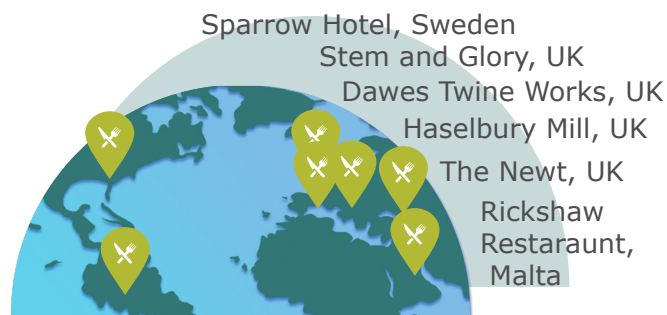 Sparrow Hotel, Sweden
Stem and Glory, UK
Dawes Twine Works, UK
Haselbury Mill, UK
The Newt, UK
Rickshaw
Restaraunt,
Malta